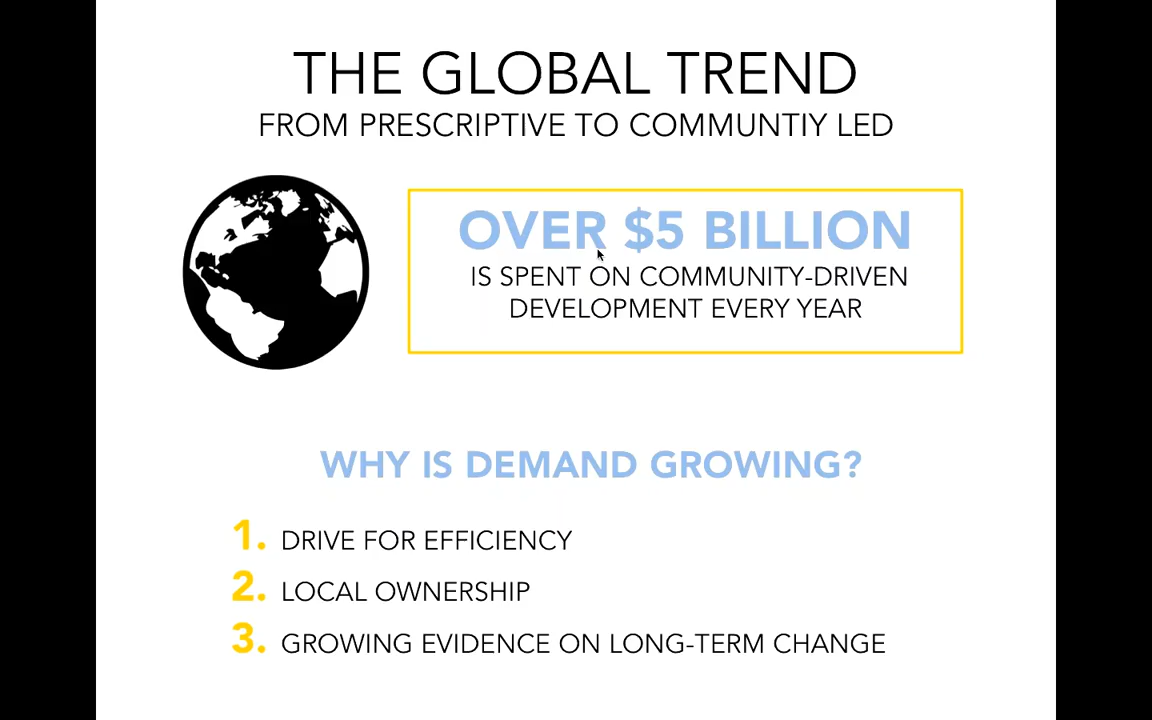 THE GLOBAL TREND
FROM PRESCRIPTIVE TO COMMUNTIY LED
OVER $5 BILLION
IS SPENT ON COMMUNITY-DRIVEN
DEVELOPMENT EVERY YEAR
WHY IS DEMAND GROWING?
1. DRIVE FOR EFFICIENCY
2. LOCAL OWNERSHIP
3. GROWING EVIDENCE ON LONG-TERM CHANGE